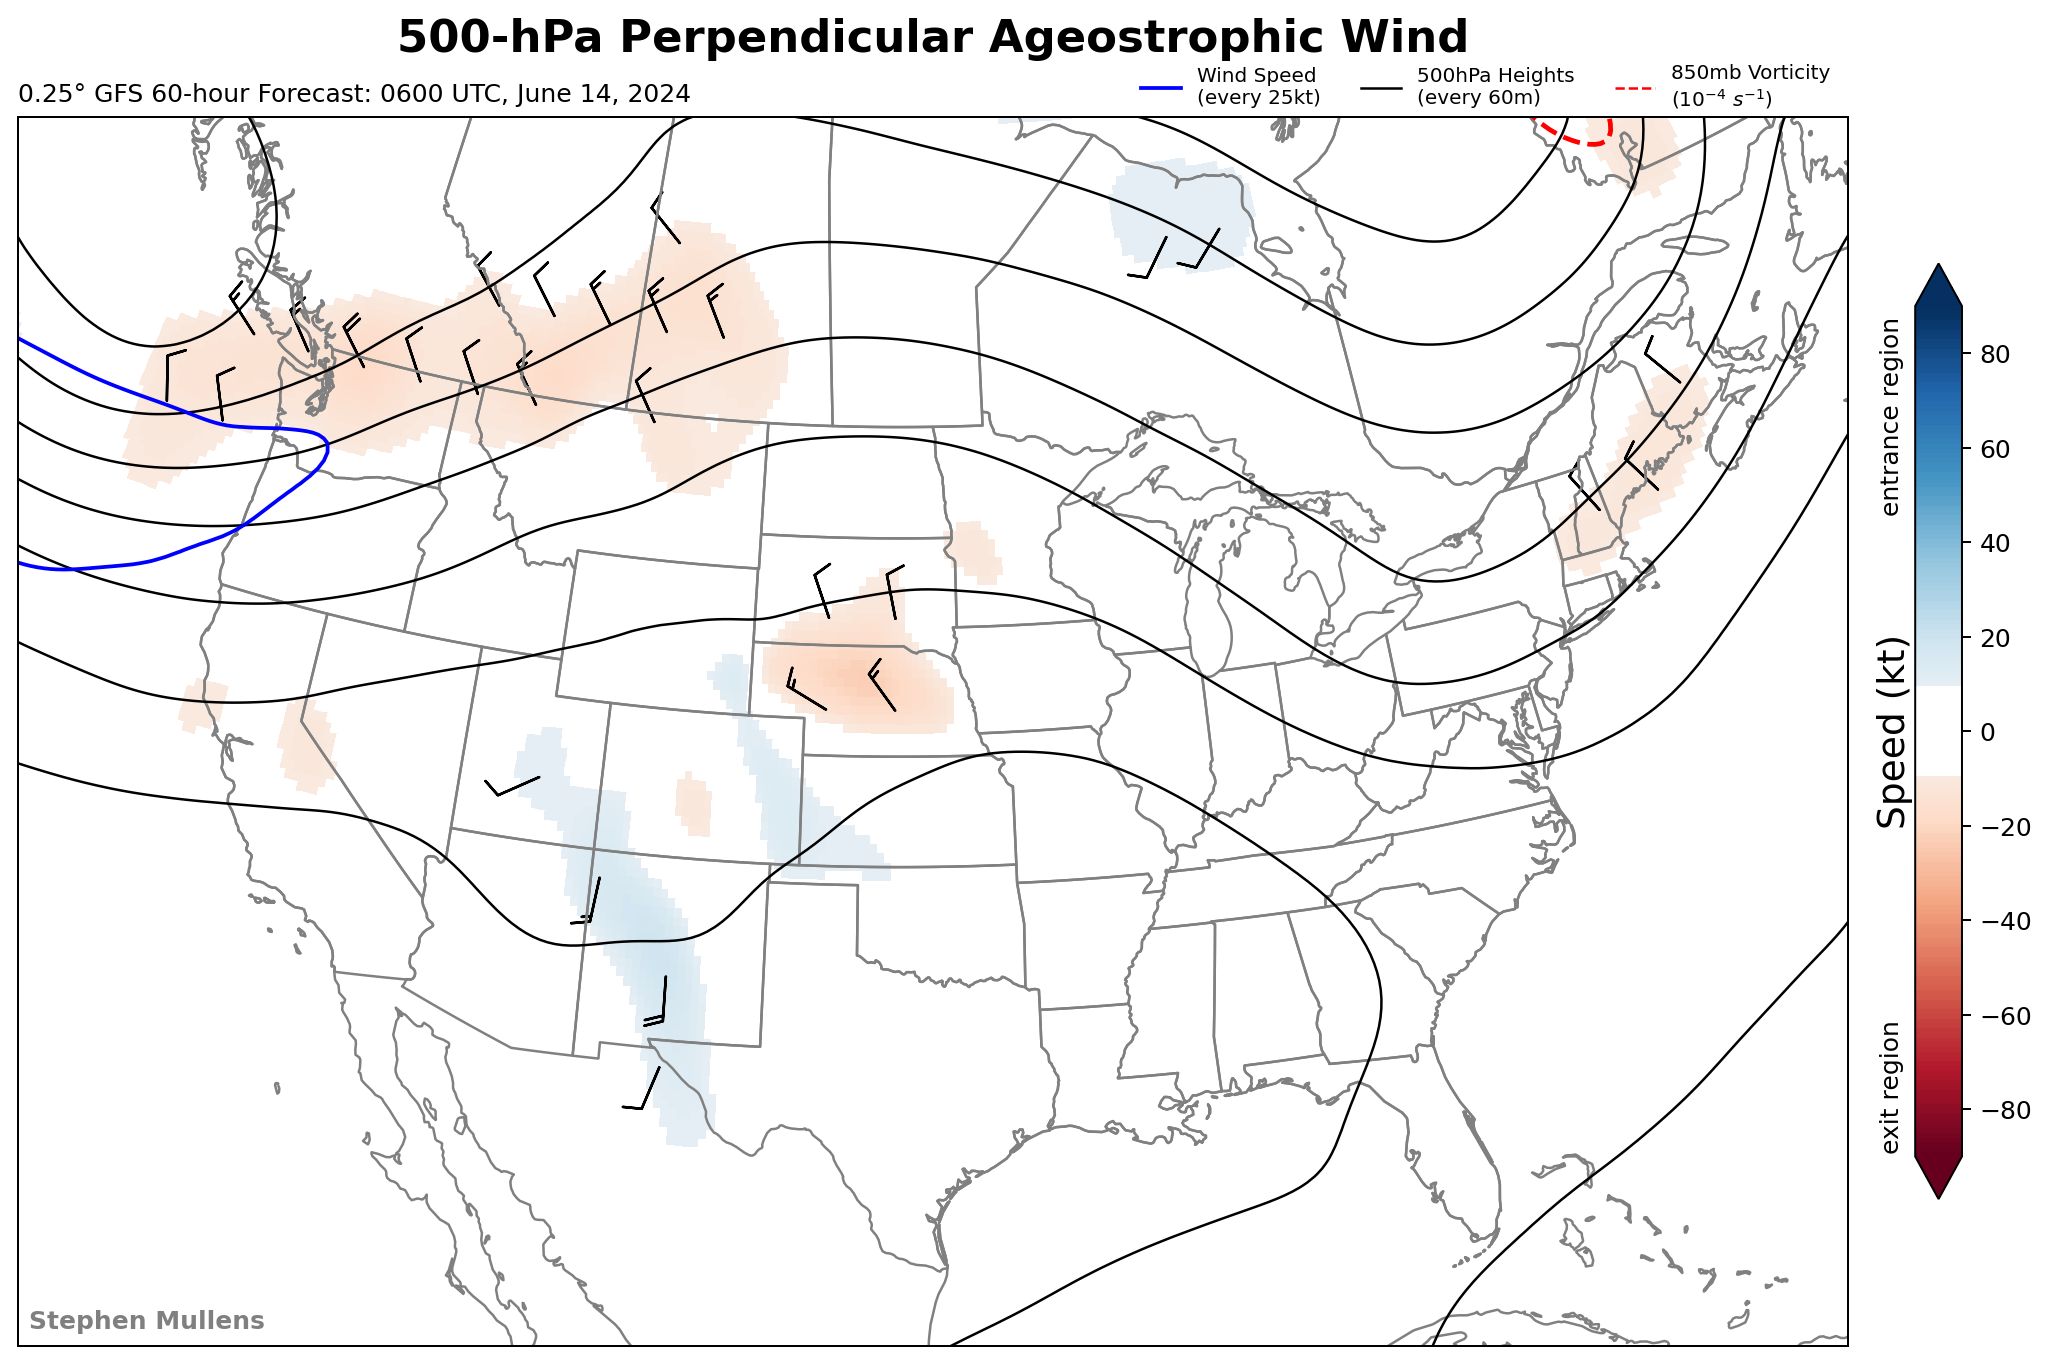 500-hPa Perpendicular Ageostrophic Wind
0.25° GFS 60-hour Forecast: 0600 UTC, June 14, 2024
Wind Speed
(every 25kt)
500hPa Heights
(every 60m)
850mb Vorticity
(10⁻⁴ s⁻¹)
entrance region
Speed (kt)
exit region
80
60
40
20
0
−20
−40
−60
−80
Stephen Mullens